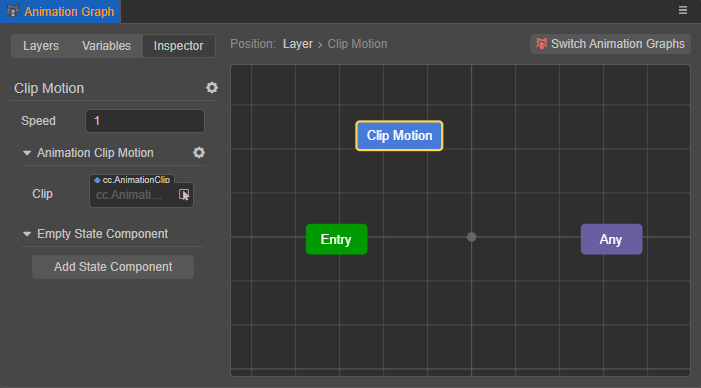 Animation Graph
Layers Variables Inspector
Position: Layer > Clip Motion
Switch Animation Graphs
Clip Motion
Speed 1
Animation Clip Motion
cc.AnimationClip
Clip cc.Animati...
Empty State Component
Add State Component
Clip Motion
Entry
Any